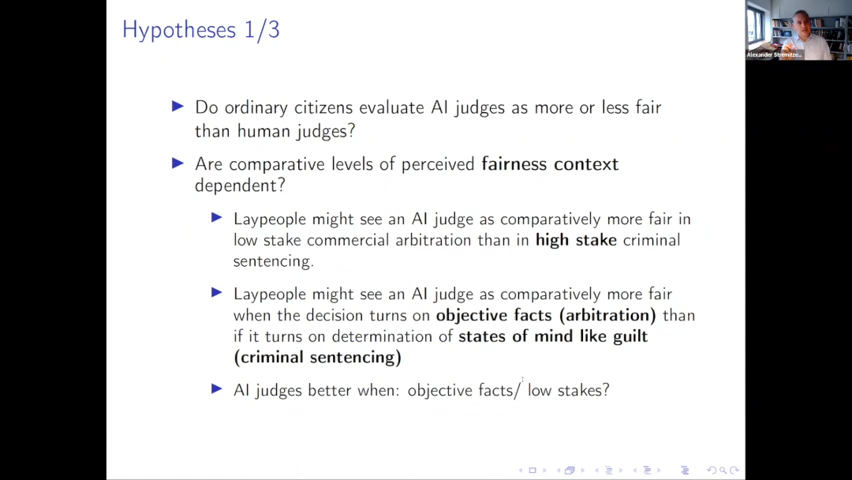 Hypotheses 1/3
Do ordinary citizens evaluate AI judges as more or less fair
than human judges?
Are comparative levels of perceived fairness context
dependent?
Laypeople might see an AI judge as comparatively more fair in
low stake commercial arbitration than in high stake criminal
sentencing.
Laypeople might see an AI judge as comparatively more fair
when the decision turns on objective facts (arbitration) than
if it turns on determination of states of mind like guilt
(criminal sentencing)
AI judges better when: objective facts/ low stakes?
Alexander Stremitze...